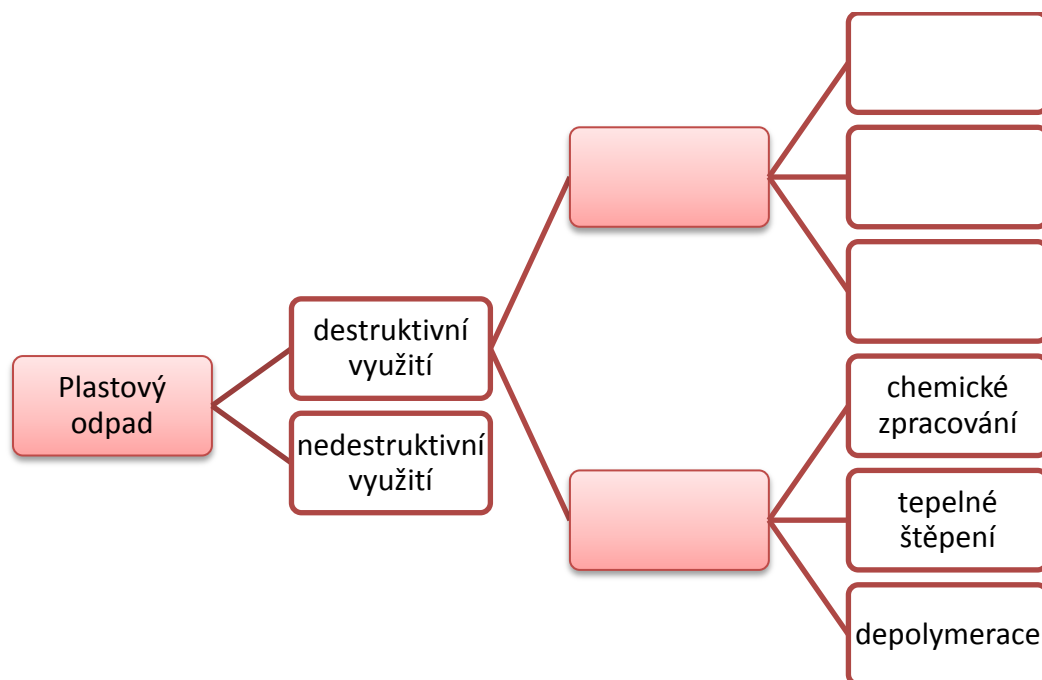 Plastový
odpad
destruktivní
využití
nedestruktivní
využití
chemické
zpracování
tepelné
štěpení
depolymerace